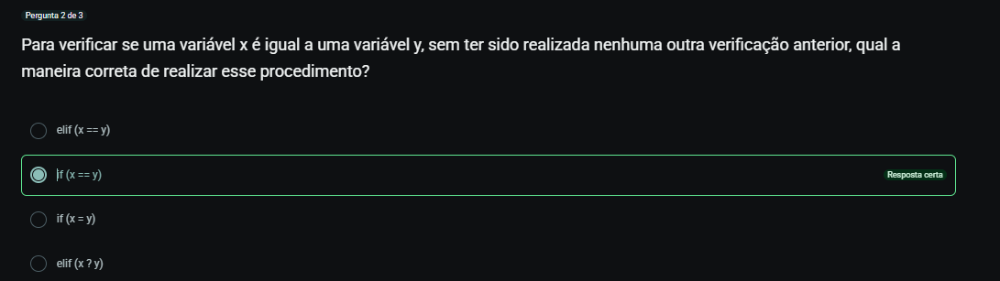 Pergunta 2 de 3
Para verificar se uma variável x é igual a uma variável y, sem ter sido realizada nenhuma outra verificação anterior, qual a
maneira correta de realizar esse procedimento?
elif (x == y)
if (x == y)
Resposta certa
if (x = y)
elif (x ? y)